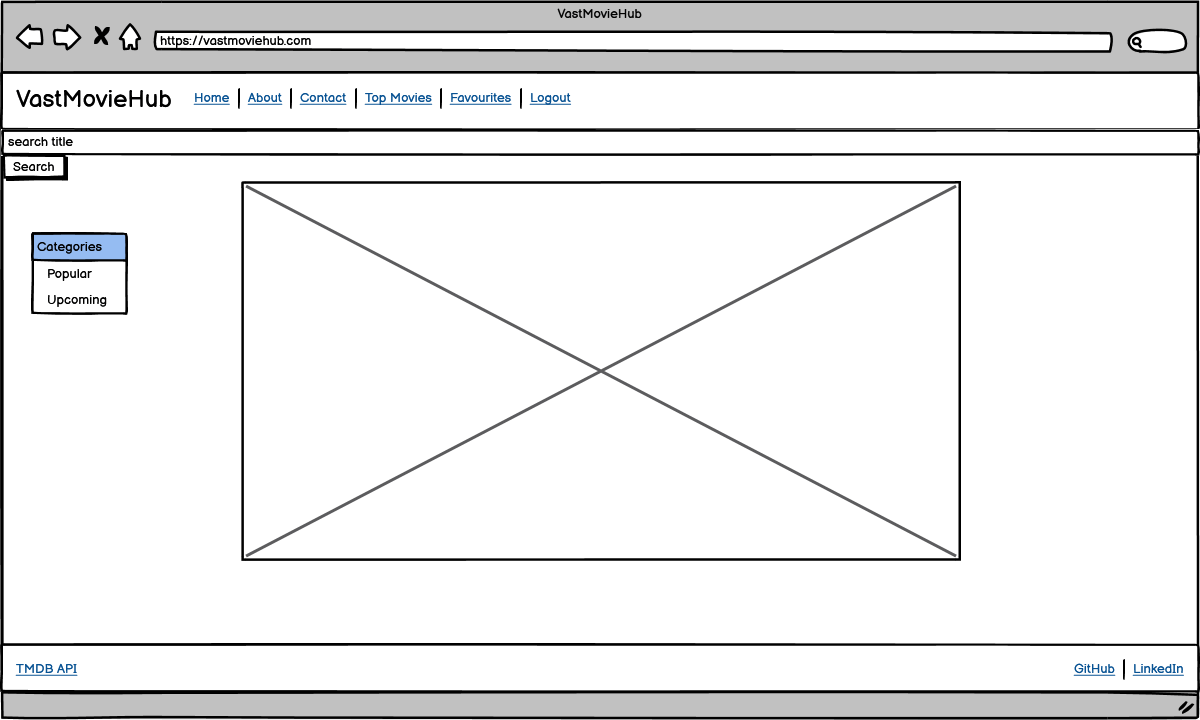 VastMovieHub
https://vastmoviehub.com
VastMovieHub Home About Contact Top Movies Favourites Logout
search title
Search
Categories
Popular
Upcoming
TMDB API GitHub LinkedIn